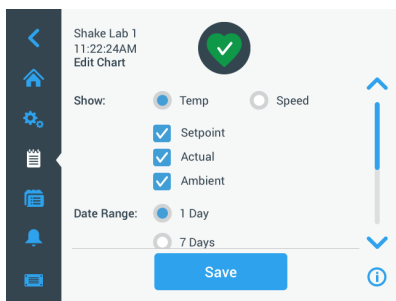 Shake Lab 1
11:22:24AM
Edit Chart
Show: Temp Speed
Setpoint
Actual
Ambient
Date Range: 1 Day
7 Days
Save